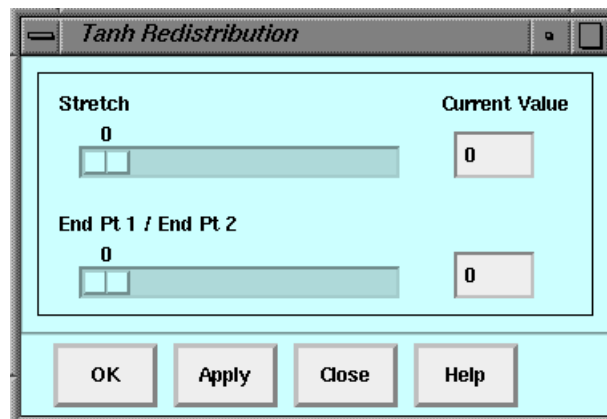 Tanh Redistribution
Stretch Current Value
0
0
End Pt 1 / End Pt 2
0
0
OK Apply Close Help